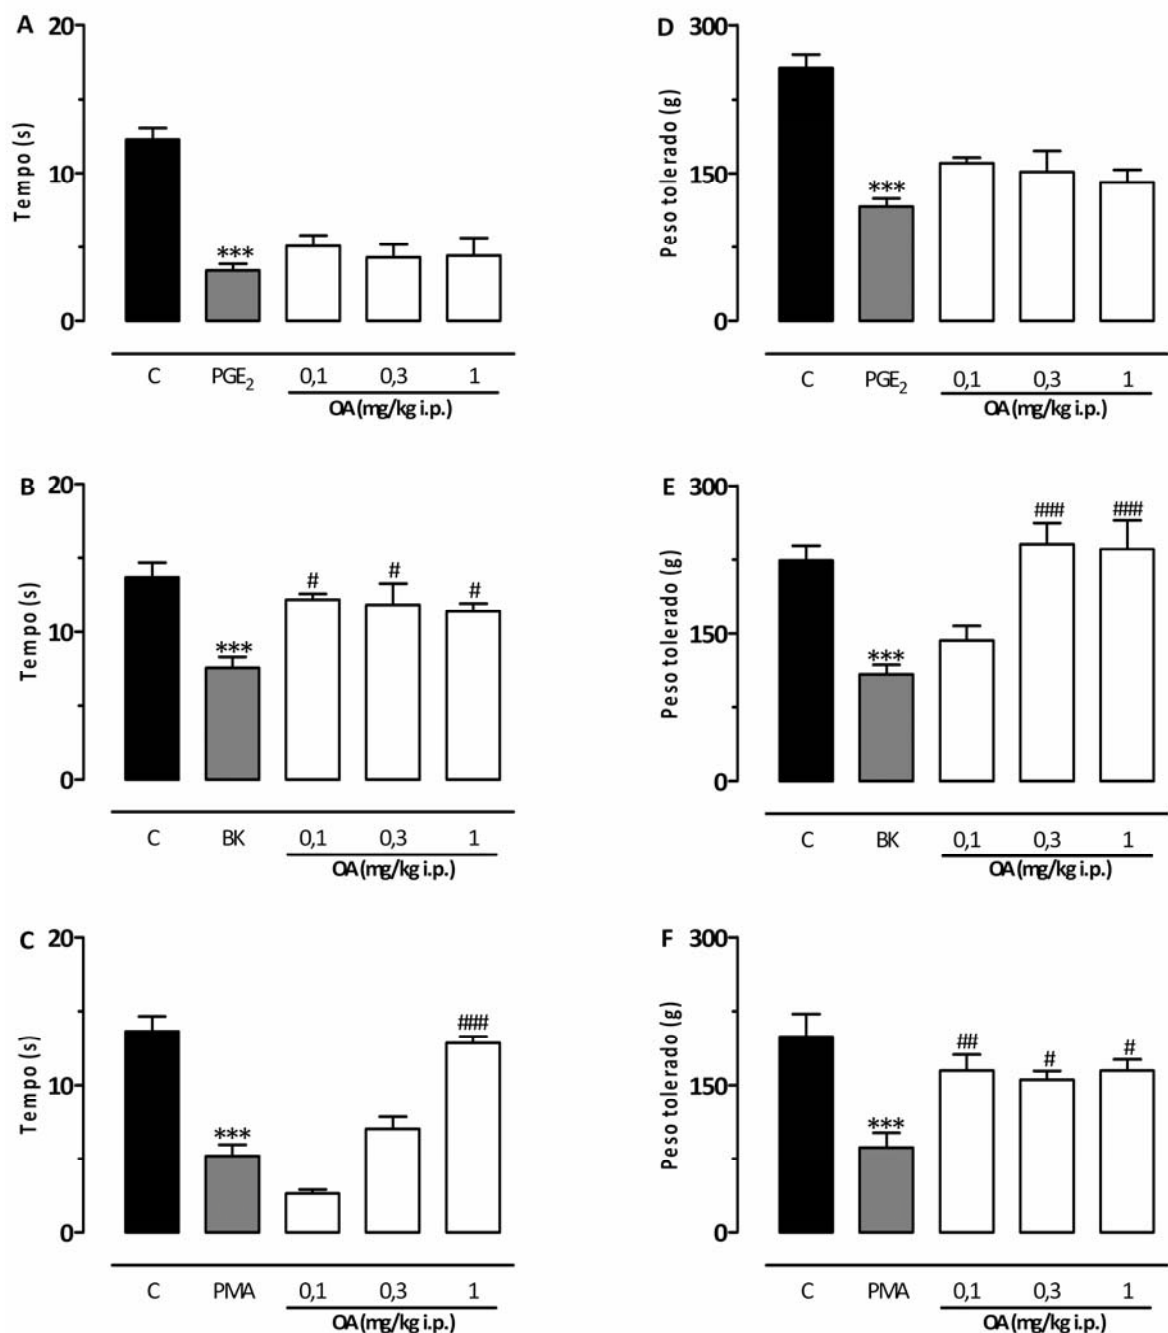 A
20
10
0
Tempo (s)
***
C PGE2 0,1 0,3 1
OA (mg/kg i.p.)
D
300
150
0
Peso tolerado (g)
***
C PGE2 0,1 0,3 1
OA (mg/kg i.p.)
B
20
10
0
Tempo (s)
***
# # #
C BK 0,1 0,3 1
OA (mg/kg i.p.)
E
300
150
0
Peso tolerado (g)
***
### ###
C BK 0,1 0,3 1
OA (mg/kg i.p.)
C
20
10
0
Tempo (s)
***
###
C PMA 0,1 0,3 1
OA (mg/kg i.p.)
F
300
150
0
Peso tolerado (g)
***
## # #
C PMA 0,1 0,3 1
OA (mg/kg i.p.)